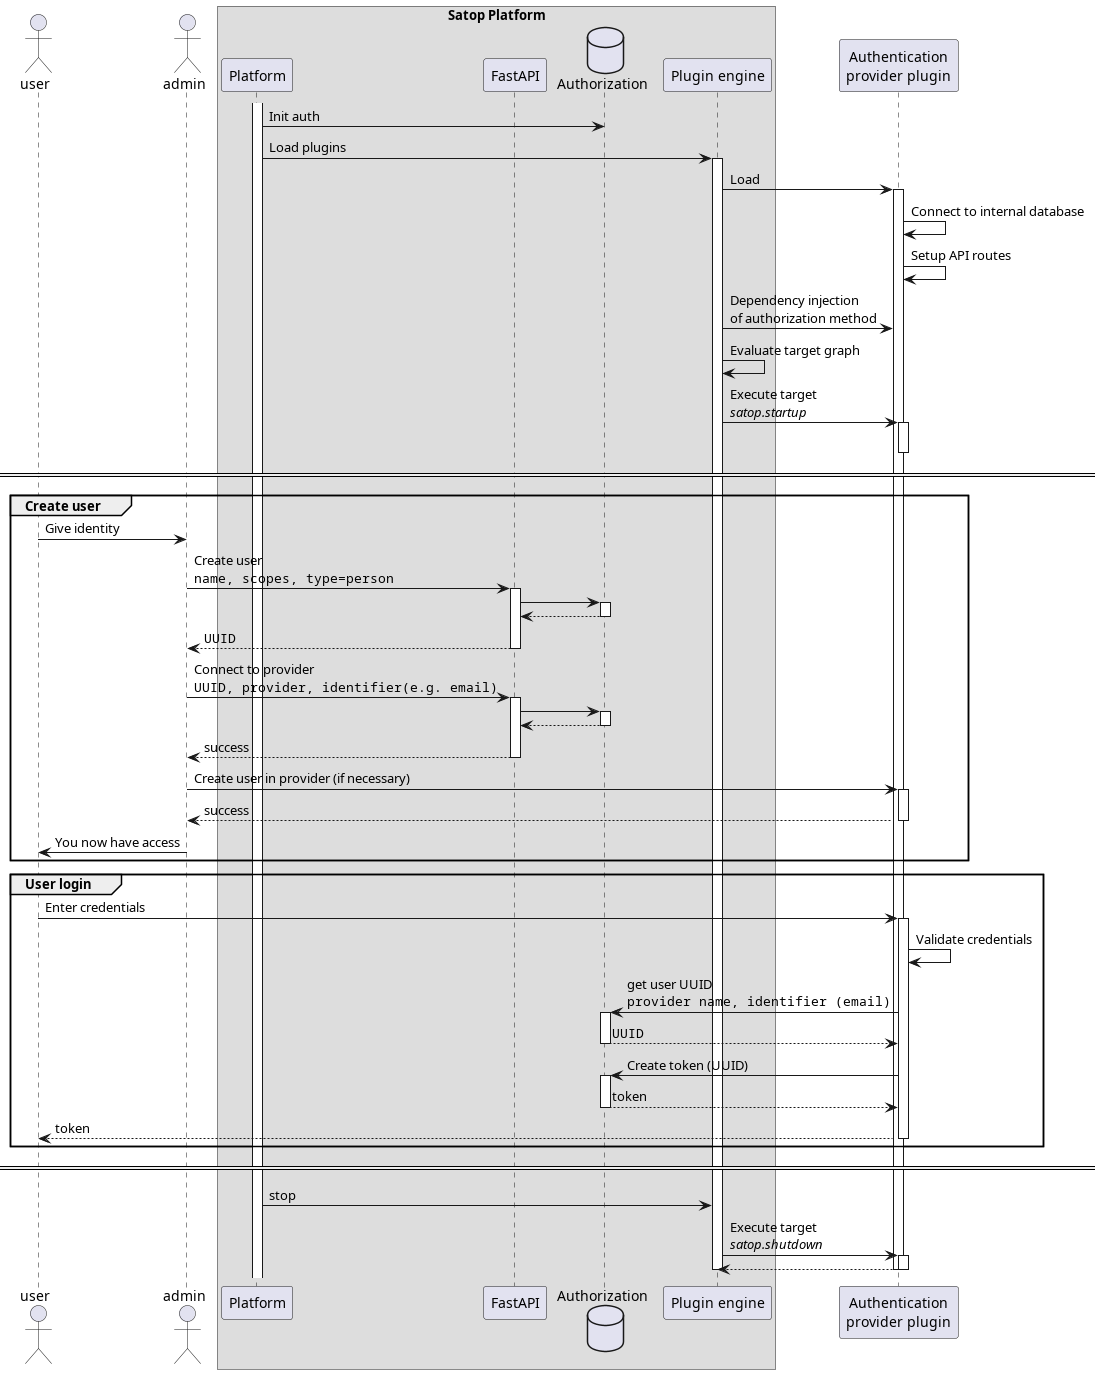 Satop Platform
user
admin
Platform
FastAPI
Authorization
Plugin engine
Authentication
provider plugin
Init auth
Load plugins
Load
Connect to internal database
Setup API routes
Dependency injection
of authorization method
Evaluate target graph
Execute target
satop.startup
Create user
Give identity
Create user
name, scopes, type=person
UUID
Connect to provider
UUID, provider, identifier(e.g. email)
success
Create user in provider (if necessary)
success
You now have access
User login
Enter credentials
Validate credentials
get user UUID
provider name, identifier (email)
UUID
Create token (UUID)
token
token
stop
Execute target
satop.shutdown
user
admin
Platform
FastAPI
Authorization
Plugin engine
Authentication
provider plugin